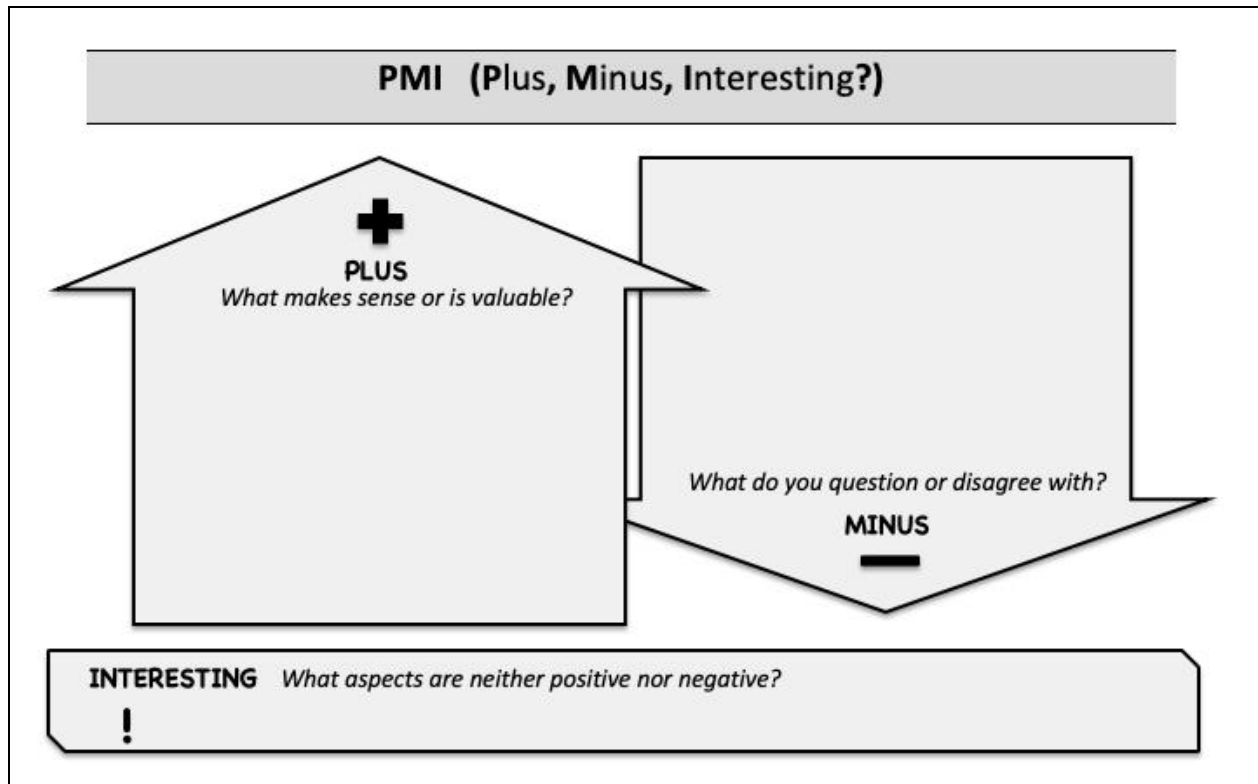 PMI (Plus, Minus, Interesting?)
+
PLUS
What makes sense or is valuable?
What do you question or disagree with?
MINUS
−
INTERESTING What aspects are neither positive nor negative?
!